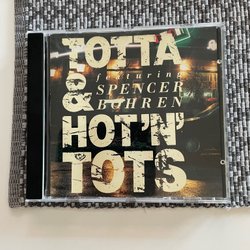 TOTTA
& featuring
SPENCER
BOHREN
HOT'N'
TOTS